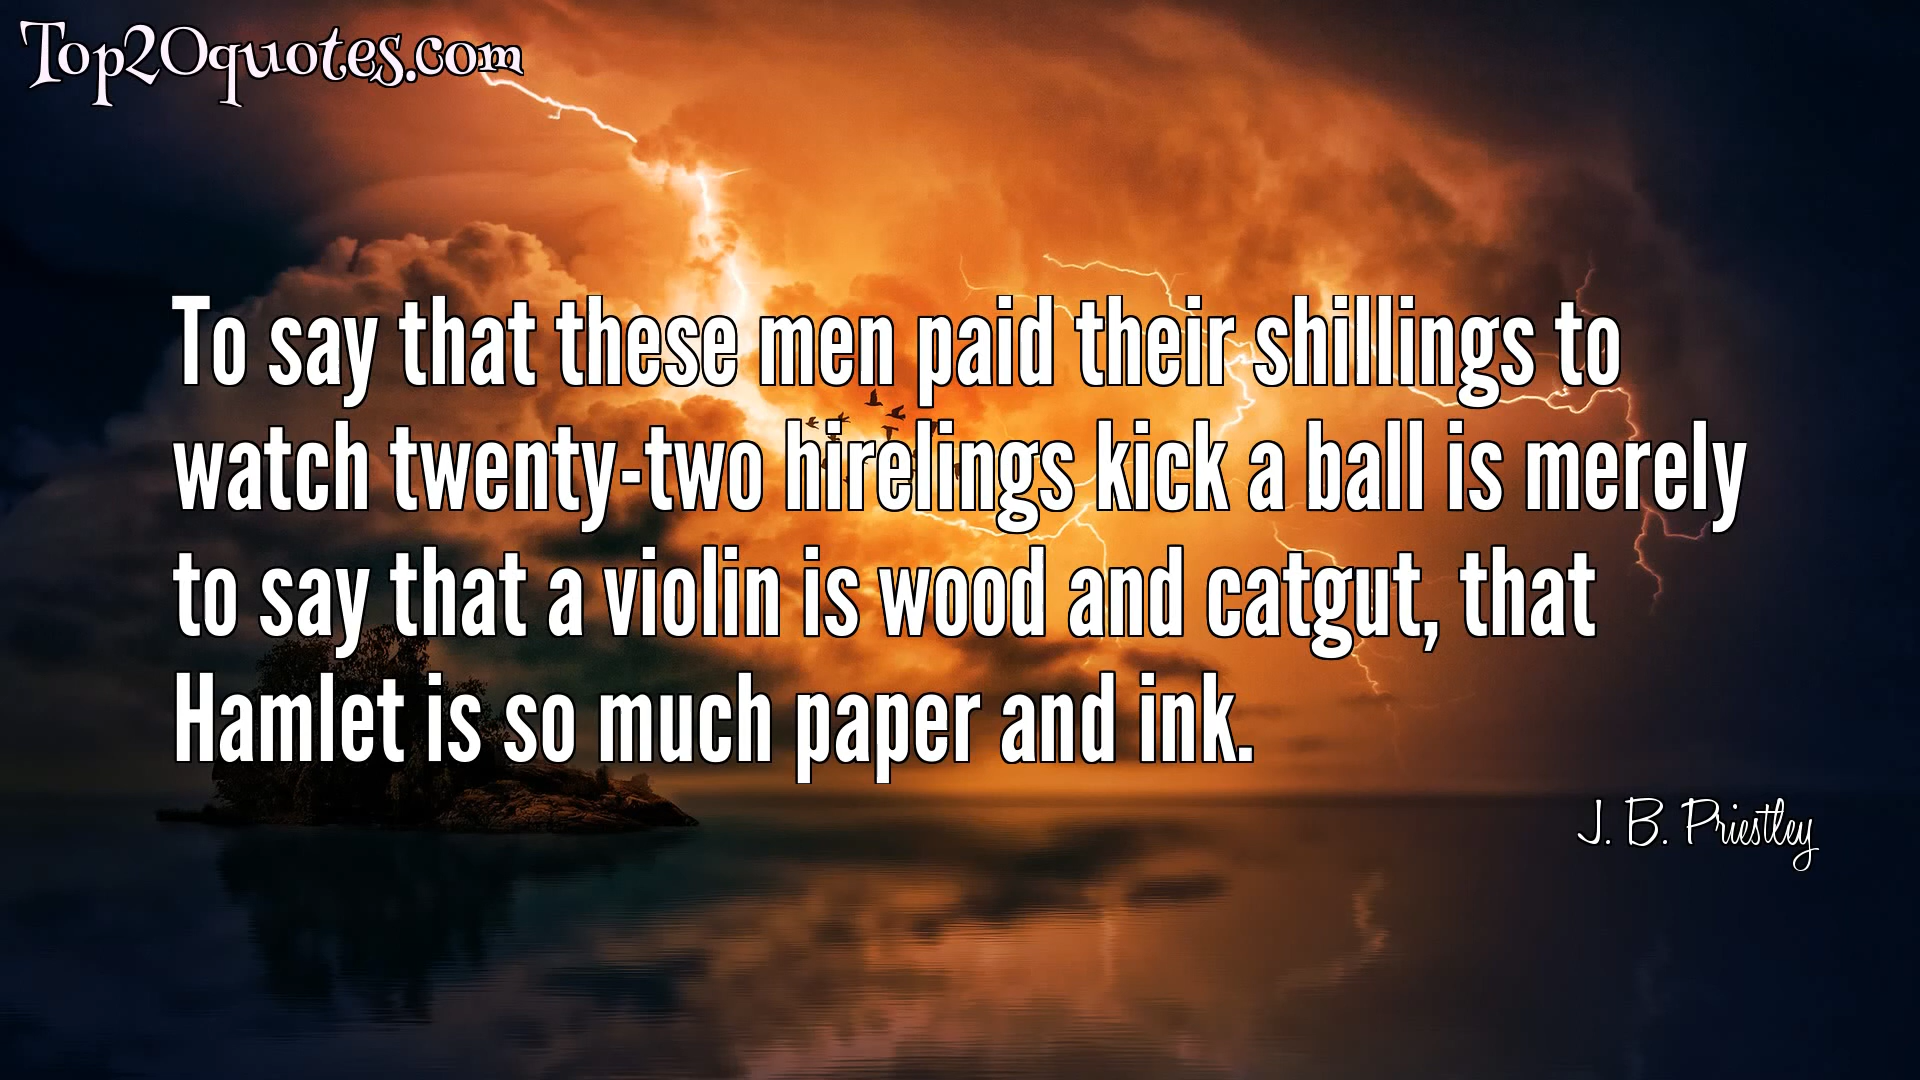 Top20quotes.com
To say that these men paid their shillings to
watch twenty-two hirelings kick a ball is merely
to say that a violin is wood and catgut, that
Hamlet is so much paper and ink.
J. B. Priestley